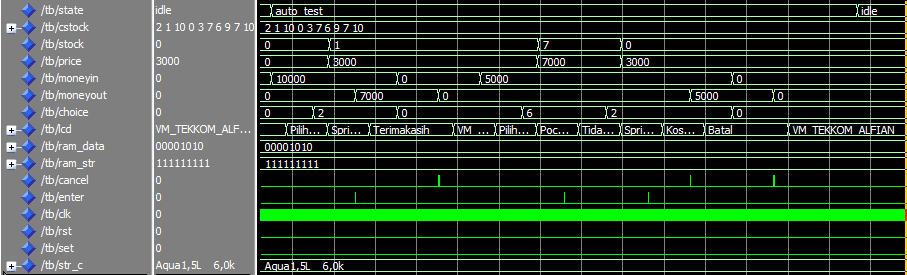 /tb/state idle auto_test idle
/tb/cstock 2 1 10 0 3 7 6 9 7 10 2 1 10 0 3 7 6 9 7 10
/tb/stock 0 0 1 7 0
/tb/price 3000 0 3000 7000 3000
/tb/moneyin 0 10000 0 5000 0
/tb/moneyout 0 0 7000 0 5000 0
/tb/choice 0 0 2 0 6 2 0
/tb/lcd VM_TEKKOM_ALF... Pilih... Spri... Terimakasih VM_... Pilih... Poc... Tida... Spri... Kos... Batal VM_TEKKOM_ALFIAN
/tb/ram_data 00001010 00001010
/tb/ram_str 111111111 111111111
/tb/cancel 0
/tb/enter 0
/tb/clk 0
/tb/rst 0
/tb/set 0
/tb/str_c Aqua1,5L 6,0k Aqua1,5L 6,0k